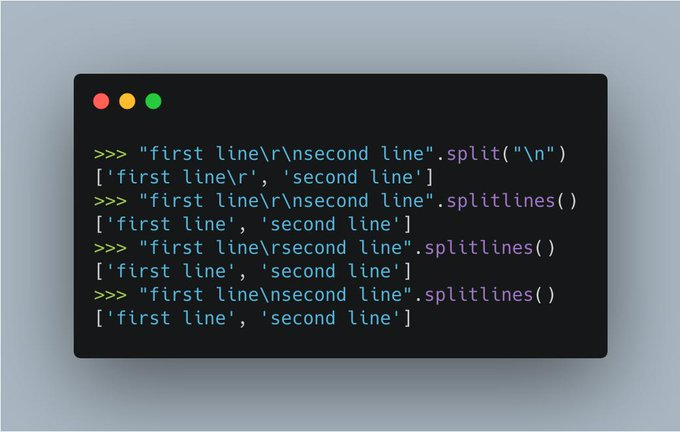 >>> "first line\r\nsecond line".split("\n")
['first line\r', 'second line']
>>> "first line\r\nsecond line".splitlines()
['first line', 'second line']
>>> "first line\rsecond line".splitlines()
['first line', 'second line']
>>> "first line\nsecond line".splitlines()
['first line', 'second line']